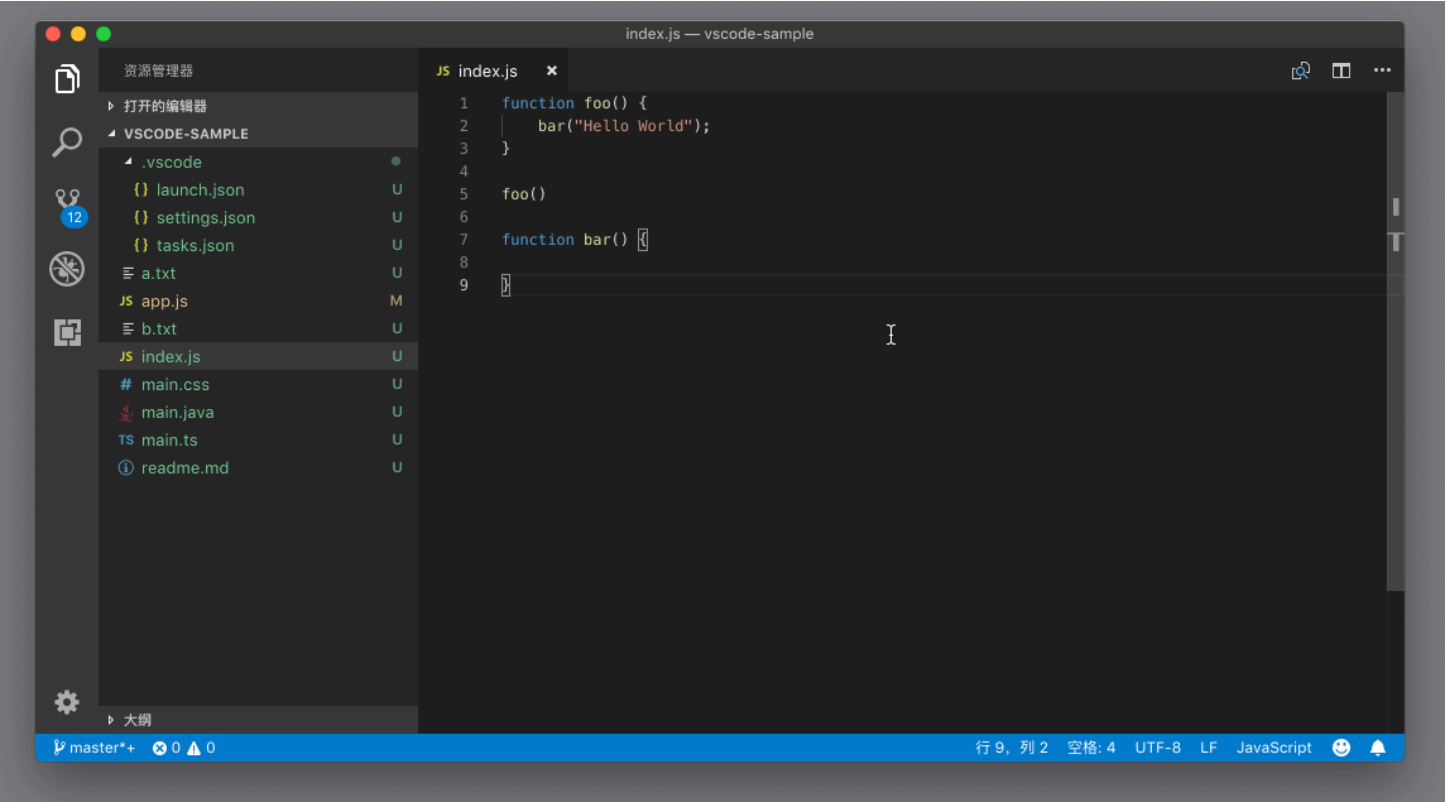 index.js — vscode-sample
资源管理器
打开的编辑器
VSCODE-SAMPLE
.vscode
{} launch.json U
{} settings.json U
{} tasks.json U
a.txt U
JS app.js M
b.txt U
JS index.js U
# main.css U
main.java U
TS main.ts U
readme.md U
大纲
12
JS index.js ×
1 function foo() {
2 bar("Hello World");
3 }
4
5 foo()
6
7 function bar() {
8
9 }
master*+ 0 0 行 9，列 2 空格: 4 UTF-8 LF JavaScript